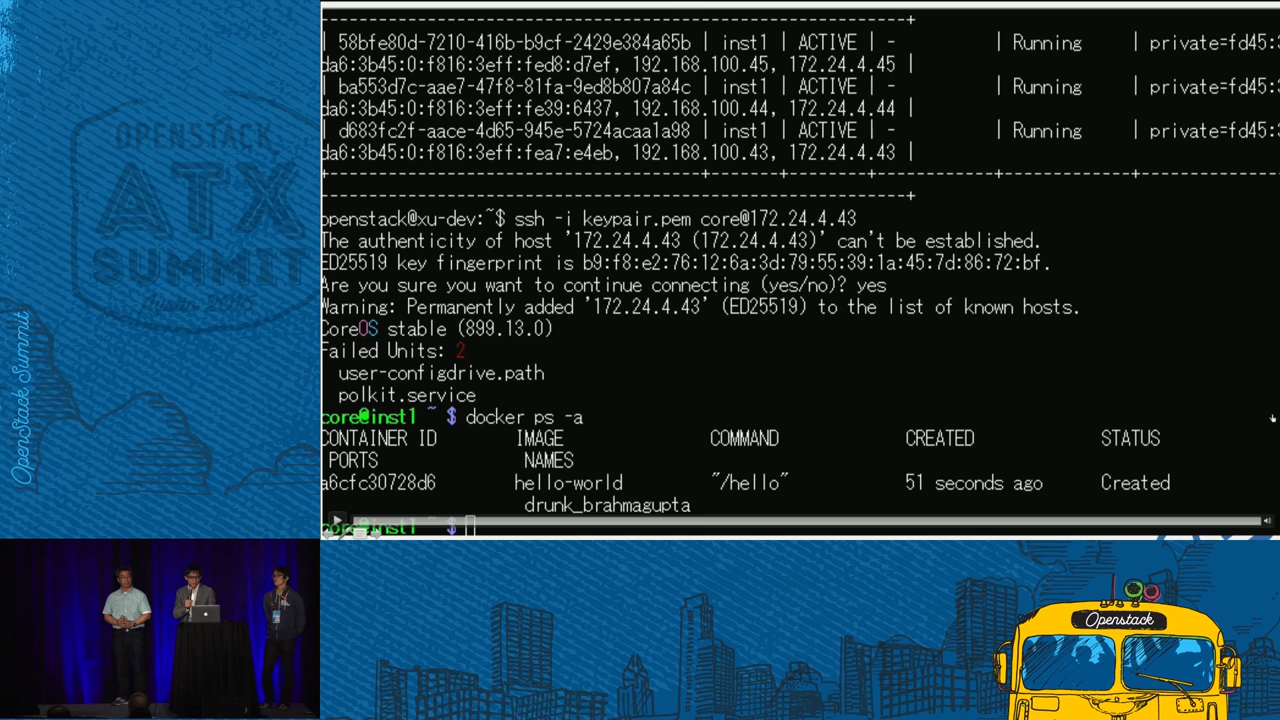 OPENSTACK
ATX
SUMMIT
OpenStack Summit
-------------------------------------------------------------------+
| 58bfe80d-7210-416b-b9cf-2429e384a65b | inst1 | ACTIVE | - | Running | private=fd45:
da6:3b45:0:f816:3eff:fed8:d7ef, 192.168.100.45, 172.24.4.45 |
| ba553d7c-aae7-47f8-81fa-9ed8b807a84c | inst1 | ACTIVE | - | Running | private=fd45:
da6:3b45:0:f816:3eff:fe39:6437, 192.168.100.44, 172.24.4.44 |
| d683fc2f-aace-4d65-945e-5724acaa1a98 | inst1 | ACTIVE | - | Running | private=fd45:
da6:3b45:0:f816:3eff:fea7:e4eb, 192.168.100.43, 172.24.4.43 |
+--------------------------------------+-------+--------+------------+-------------+----------------
-------------------------------------------------------------------+
openstack@xu-dev:~$ ssh -i keypair.pem core@172.24.4.43
The authenticity of host '172.24.4.43 (172.24.4.43)' can't be established.
ED25519 key fingerprint is b9:f8:e2:76:12:6a:3d:79:55:39:1a:45:7d:86:72:bf.
Are you sure you want to continue connecting (yes/no)? yes
Warning: Permanently added '172.24.4.43' (ED25519) to the list of known hosts.
CoreOS stable (899.13.0)
Failed Units: 2
user-configdrive.path
polkit.service
core@inst1 ~ $ docker ps -a
CONTAINER ID IMAGE COMMAND CREATED STATUS
PORTS NAMES
a6cfc30728d6 hello-world "/hello" 51 seconds ago Created
drunk_brahmagupta
core@inst1 ~ $
Openstack